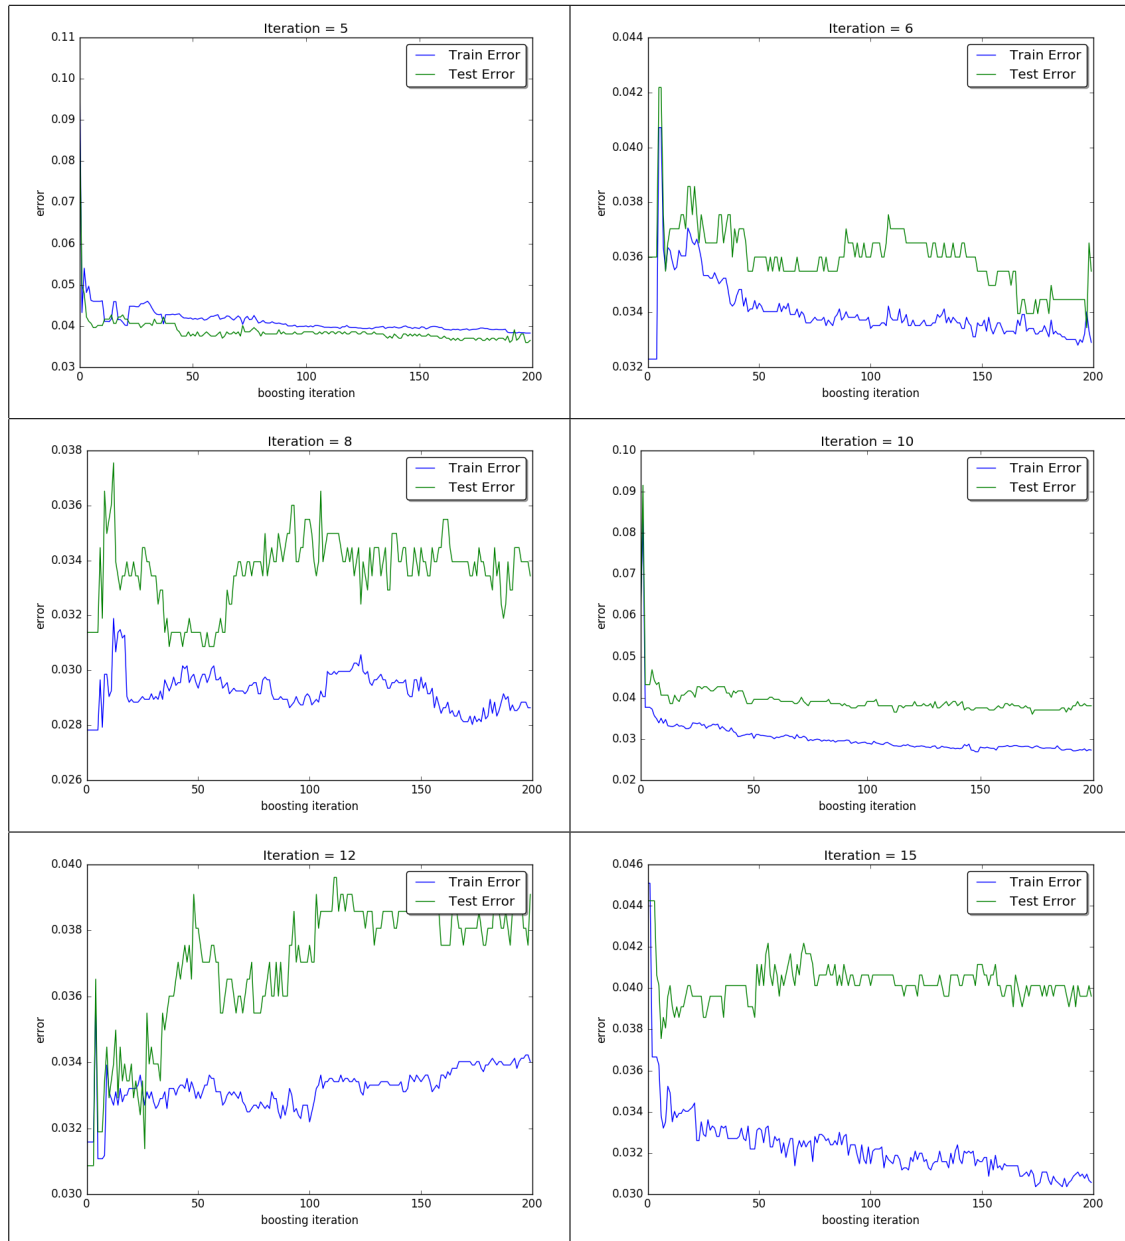 Iteration = 5
0.11
0.10
0.09
0.08
0.07
0.06
0.05
0.04
0.03
error
Train Error
Test Error
0 50 100 150 200
boosting iteration
Iteration = 6
0.044
0.042
0.040
0.038
0.036
0.034
0.032
error
Train Error
Test Error
0 50 100 150 200
boosting iteration
Iteration = 8
0.038
0.036
0.034
0.032
0.030
0.028
0.026
error
Train Error
Test Error
0 50 100 150 200
boosting iteration
Iteration = 10
0.10
0.09
0.08
0.07
0.06
0.05
0.04
0.03
0.02
error
Train Error
Test Error
0 50 100 150 200
boosting iteration
Iteration = 12
0.040
0.038
0.036
0.034
0.032
0.030
error
Train Error
Test Error
0 50 100 150 200
boosting iteration
Iteration = 15
0.046
0.044
0.042
0.040
0.038
0.036
0.034
0.032
0.030
error
Train Error
Test Error
0 50 100 150 200
boosting iteration